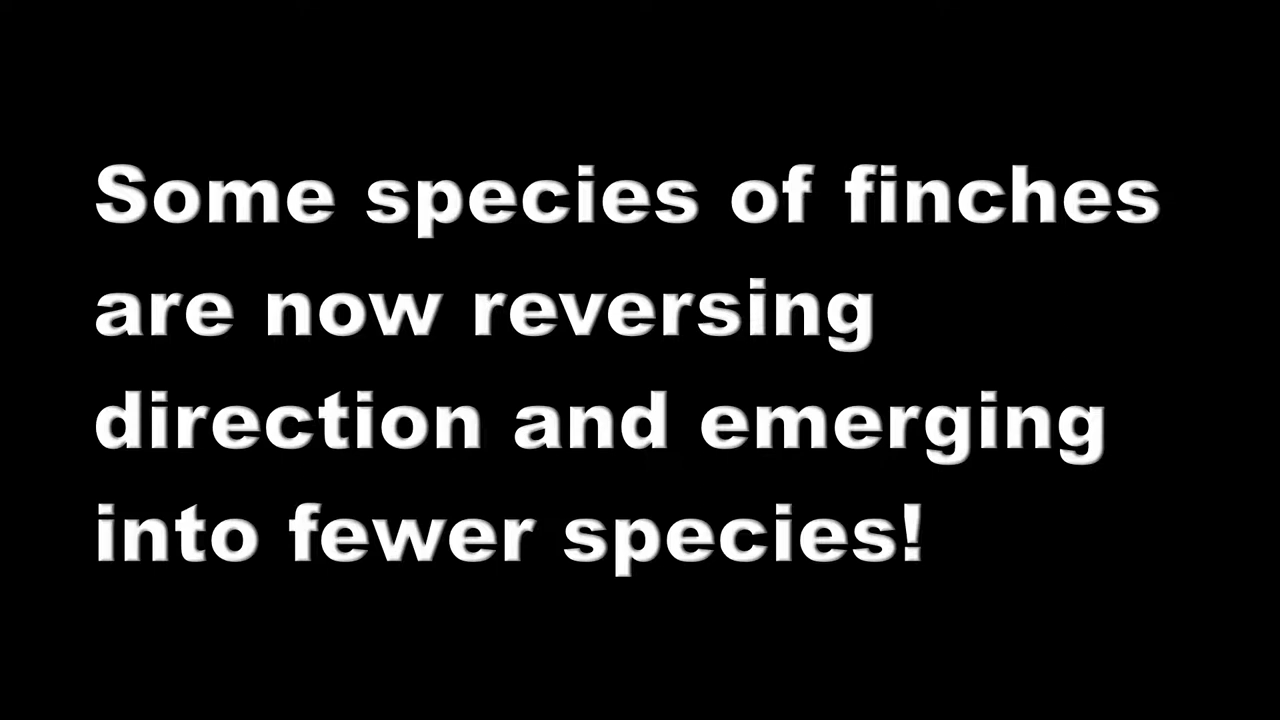 Some species of finches
are now reversing
direction and emerging
into fewer species!